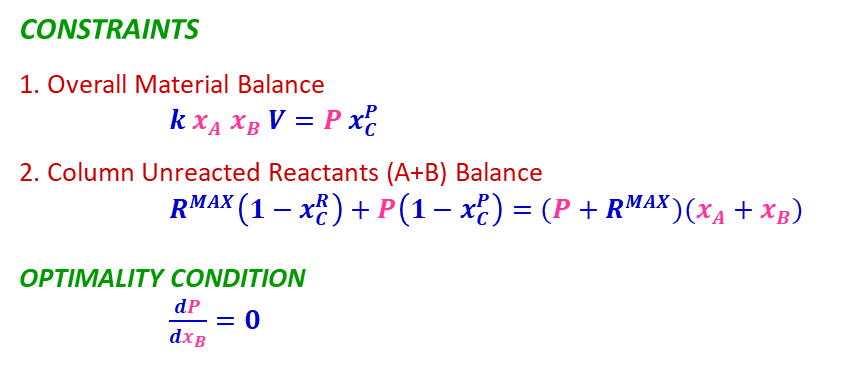 CONSTRAINTS
1. Overall Material Balance
k x_A x_B V = P x_C^P
2. Column Unreacted Reactants (A+B) Balance
R^MAX (1 − x_C^R) + P(1 − x_C^P) = (P + R^MAX)(x_A + x_B)
OPTIMALITY CONDITION
dP/dx_B = 0